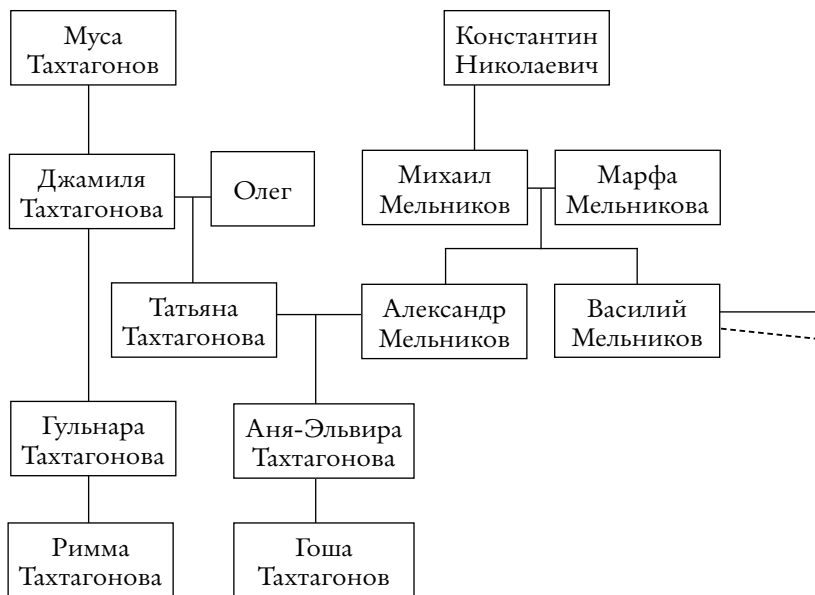 Муса
Тахтагонов
Константин
Николаевич
Джамиля
Тахтагонова
Олег
Михаил
Мельников
Марфа
Мельникова
Татьяна
Тахтагонова
Александр
Мельников
Василий
Мельников
Гульнара
Тахтагонова
Аня-Эльвира
Тахтагонова
Римма
Тахтагонова
Гоша
Тахтагонов